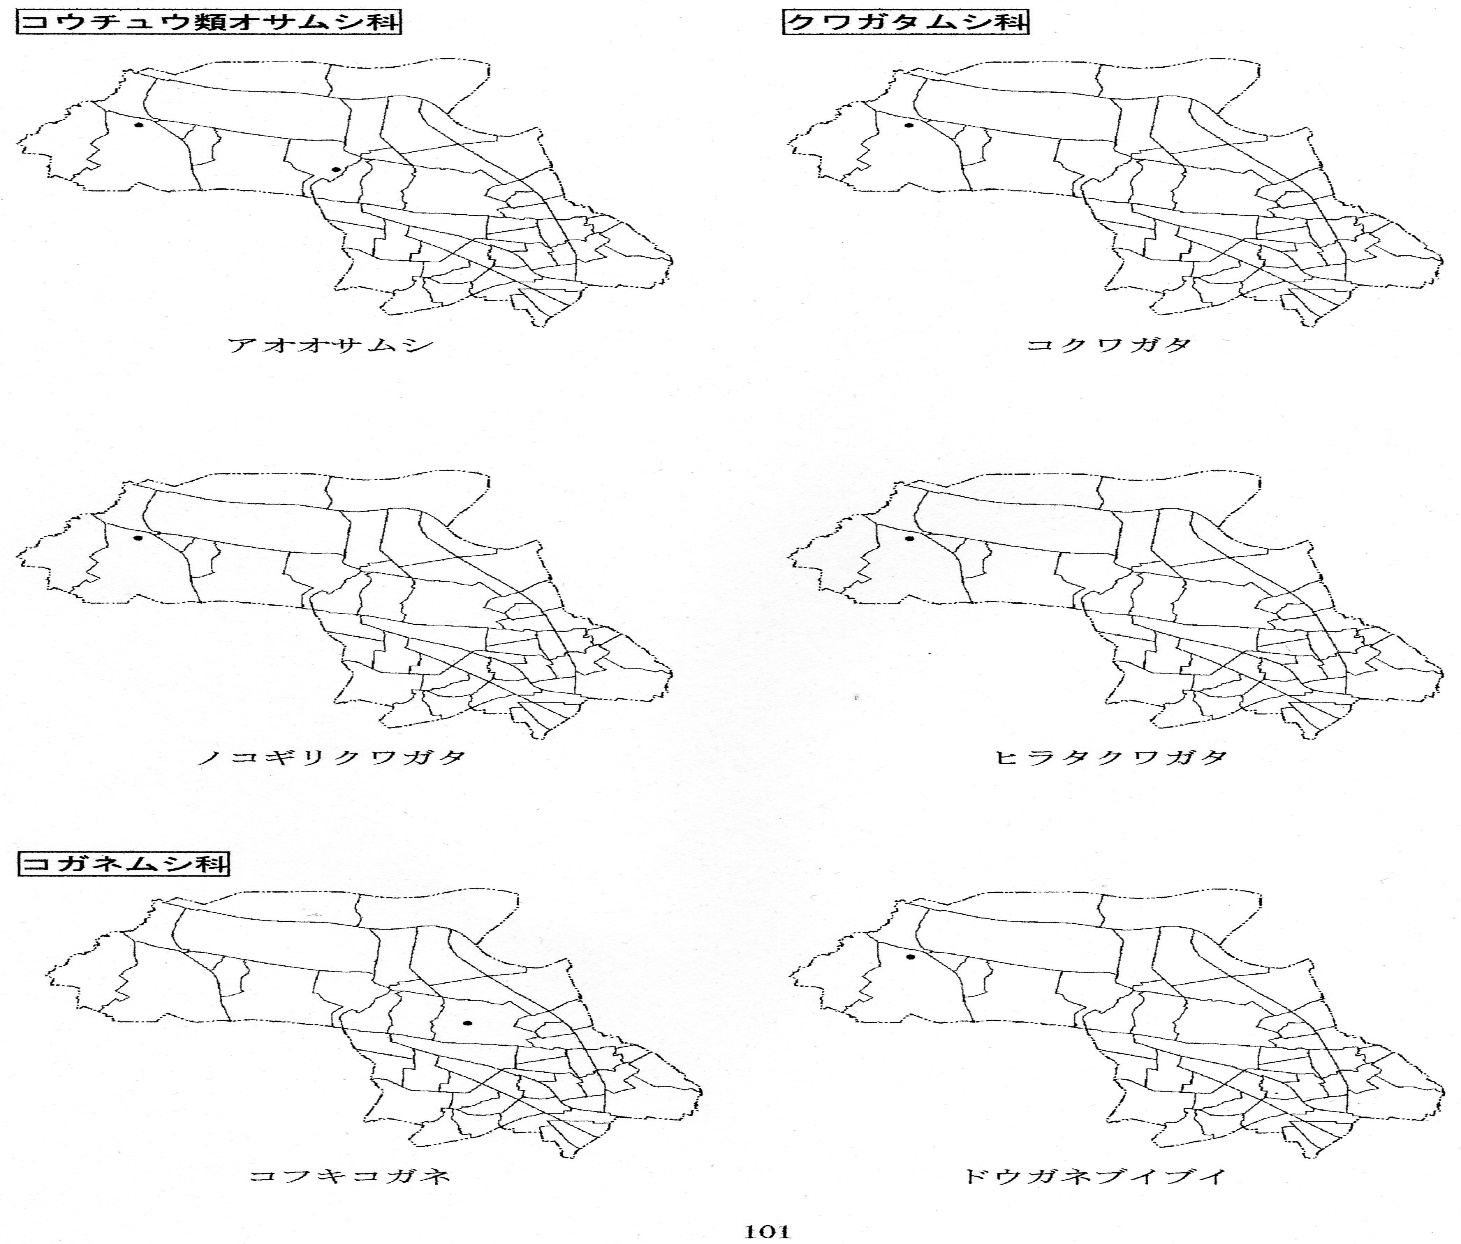 コウチュウ類オサムシ科
クワガタムシ科
アオオサムシ
コクワガタ
ノコギリクワガタ
ヒラタクワガタ
コガネムシ科
コフキコガネ
ドウガネブイブイ
101